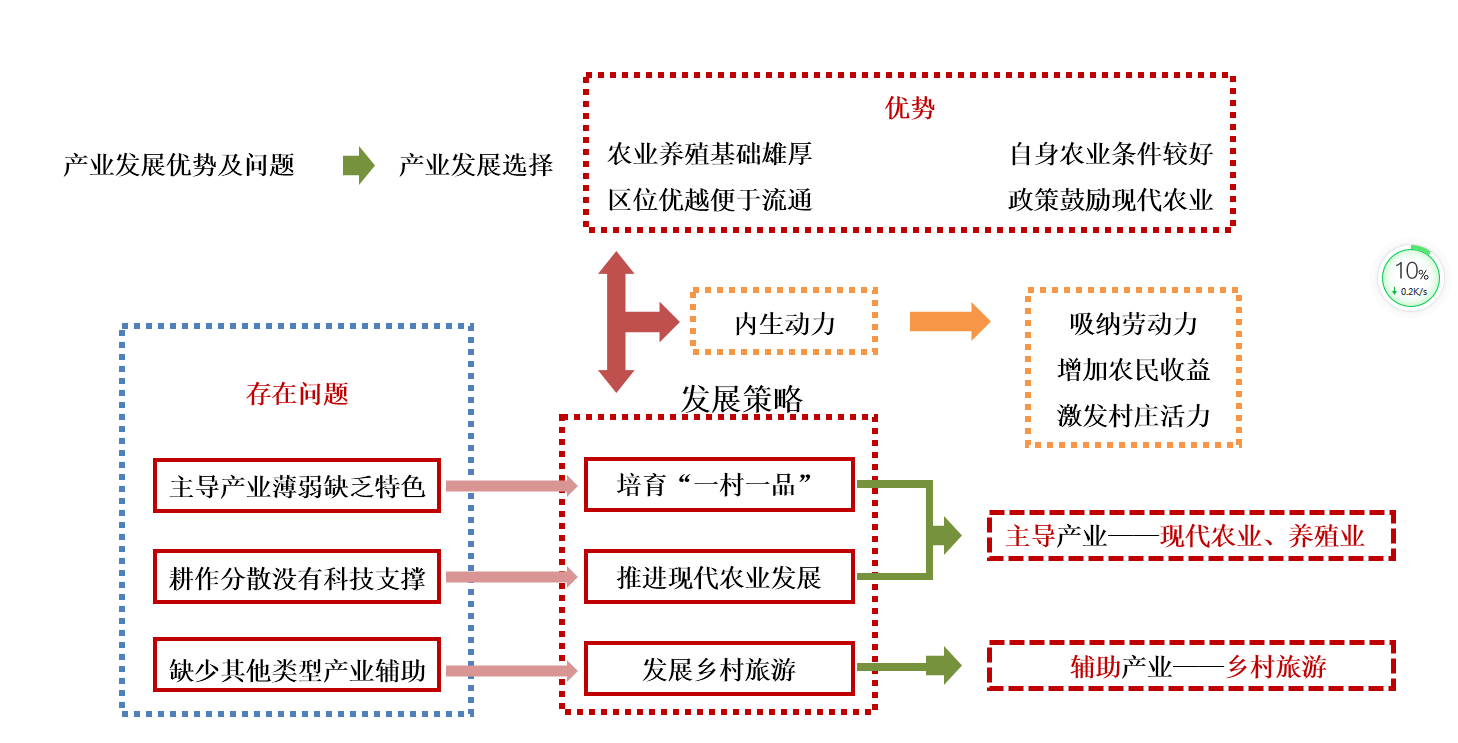 产业发展优势及问题
产业发展选择
优势
农业养殖基础雄厚
自身农业条件较好
区位优越便于流通
政策鼓励现代农业
10%
0.2K/s
内生动力
吸纳劳动力
增加农民收益
激发村庄活力
存在问题
主导产业薄弱缺乏特色
耕作分散没有科技支撑
缺少其他类型产业辅助
发展策略
培育“一村一品”
推进现代农业发展
发展乡村旅游
主导产业——现代农业、养殖业
辅助产业——乡村旅游